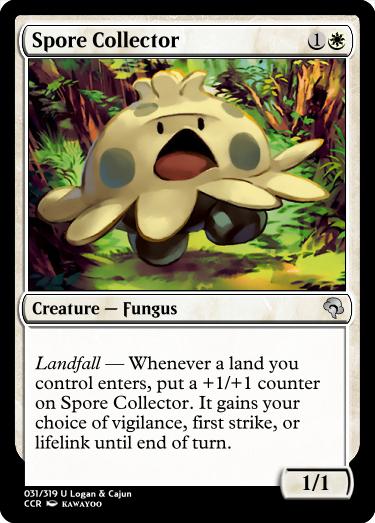 Spore Collector 1
Creature — Fungus
Landfall — Whenever a land you
control enters, put a +1/+1 counter
on Spore Collector. It gains your
choice of vigilance, first strike, or
lifelink until end of turn.
1/1
031/319 U Logan & Cajun
CCR KAWAYOO